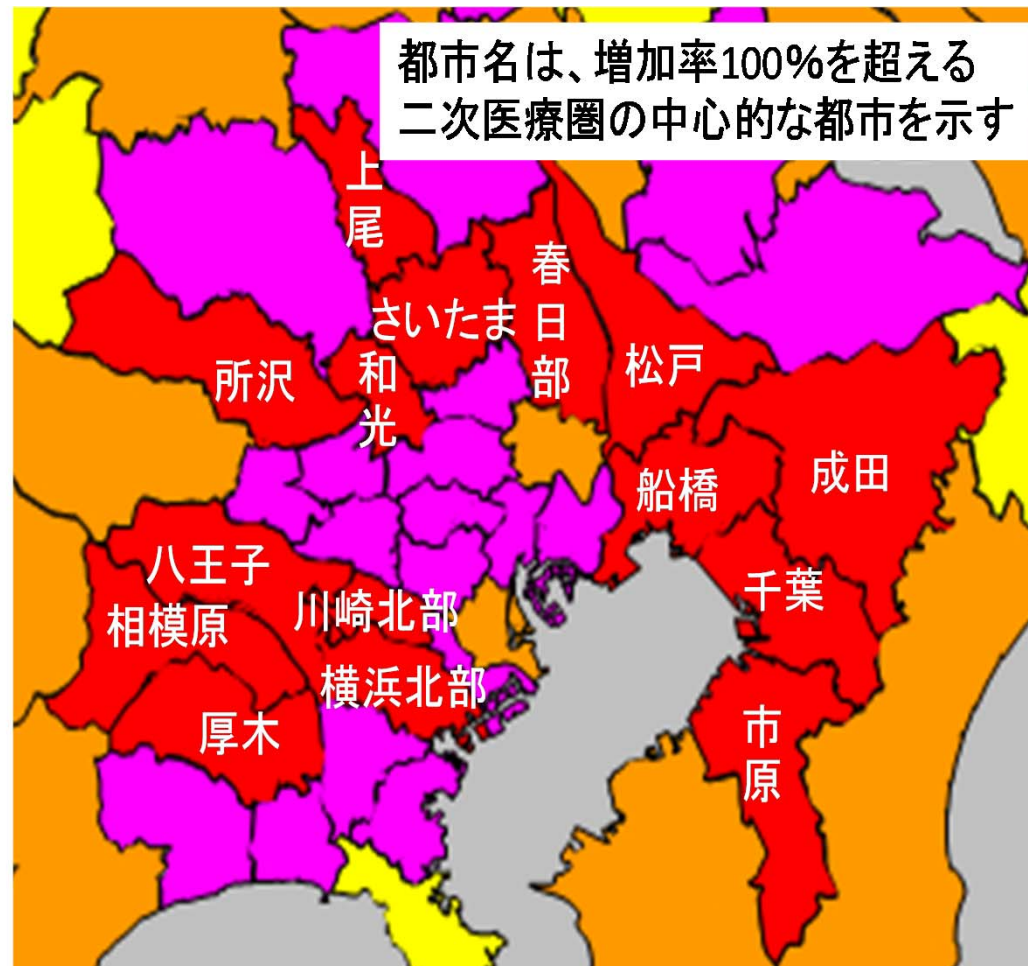 都市名は、増加率100%を超える
二次医療圏の中心的な都市を示す
上尾
春日部
さいたま
所沢
和光
松戸
船橋
成田
八王子
千葉
川崎北部
相模原
横浜北部
厚木
市原